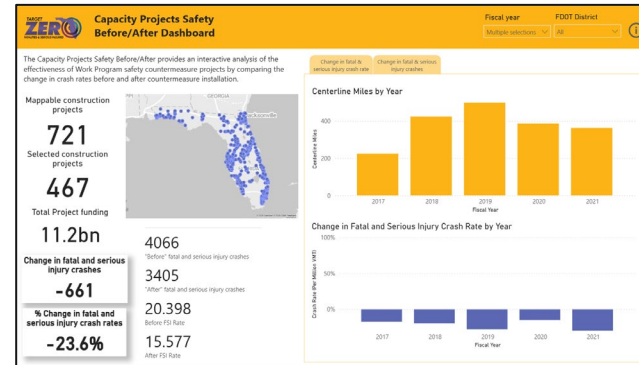 TARGET
ZERO
Capacity Projects Safety
Before/After Dashboard
Fiscal year
FDOT District
Multiple selections
All
The Capacity Projects Safety Before/After provides an interactive analysis of the
effectiveness of Work Program safety countermeasure projects by comparing the
change in crash rates before and after countermeasure installation.
Mappable construction
projects
721
Selected construction
projects
467
Total Project funding
11.2bn
Change in fatal and serious
injury crashes
-661
% Change in fatal and
serious injury crash rates
-23.6%
GEORGIA
Jacksonville
4066
"Before" fatal and serious injury crashes
3405
"After" fatal and serious injury crashes
20.398
Before FSI Rate
15.577
After FSI Rate
Change in fatal &
serious injury crash rate
Change in fatal & serious
injury crashes
Centerline Miles by Year
Centerline Miles
400
200
0
2017
2018
2019
2020
2021
Fiscal Year
Change in Fatal and Serious Injury Crash Rate by Year
Crash Rate (Per Million VMT)
100%
50%
0%
2017
2018
2019
2020
2021
Fiscal Year